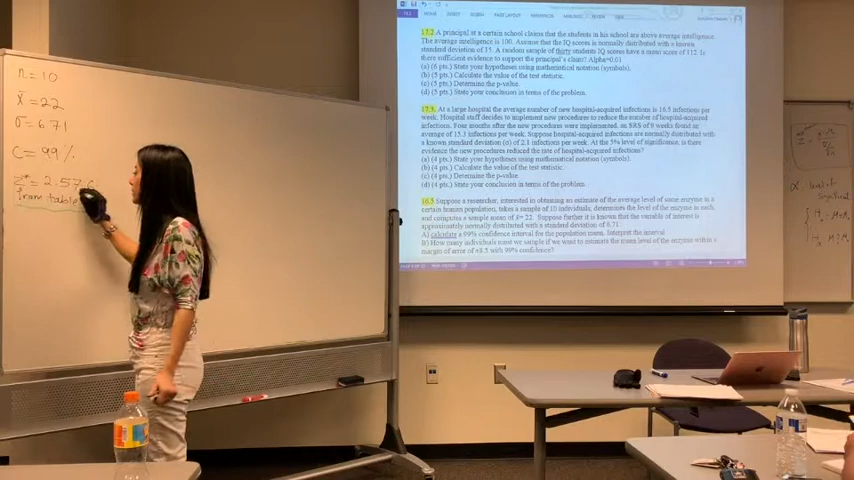 n = 10
x̄ = 22
σ = 671
C = 99%
Z* = 2.576
from table
HOME INSERT DESIGN PAGE LAYOUT REFERENCES MAILINGS REVIEW
17.2 A principal at a certain school claims that the students in his school are above average intelligence.
The average intelligence is 100. Assume that the IQ scores is normally distributed with a known
standard deviation of 15. A random sample of thirty students IQ scores have a mean score of 112. Is
there sufficient evidence to support the principal's claim? Alpha=0.01
(a) (6 pts.) State your hypotheses using mathematical notation (symbols).
(b) (5 pts.) Calculate the value of the test statistic.
(c) (5 pts.) Determine the p-value.
(d) (5 pts.) State your conclusion in terms of the problem.
17.3. At a large hospital the average number of new hospital-acquired infections is 16.5 infections per
week. Hospital staff decides to implement new procedures to reduce the number of hospital-acquired
infections. Four months after the new procedures were implemented, an SRS of 9 weeks found an
average of 15.3 infections per week. Suppose hospital-acquired infections are normally distributed with
a known standard deviation (σ) of 2.1 infections per week. At the 5% level of significance, is there
evidence the new procedures reduced the rate of hospital-acquired infections?
(a) (4 pts.) State your hypotheses using mathematical notation (symbols).
(b) (4 pts.) Calculate the value of the test statistic.
(c) (4 pts.) Determine the p-value.
(d) (4 pts.) State your conclusion in terms of the problem.
16.5 Suppose a researcher, interested in obtaining an estimate of the average level of some enzyme in a
certain human population, takes a sample of 10 individuals, determines the level of the enzyme in each,
and computes a sample mean of x̄= 22. Suppose further it is known that the variable of interest is
approximately normally distributed with a standard deviation of 6.71.
A) calculate a 99% confidence interval for the population mean. Interpret the interval
B) How many individuals must we sample if we want to estimate the mean level of the enzyme within a
margin of error of ±8.5 with 99% confidence?
α level of
Significance